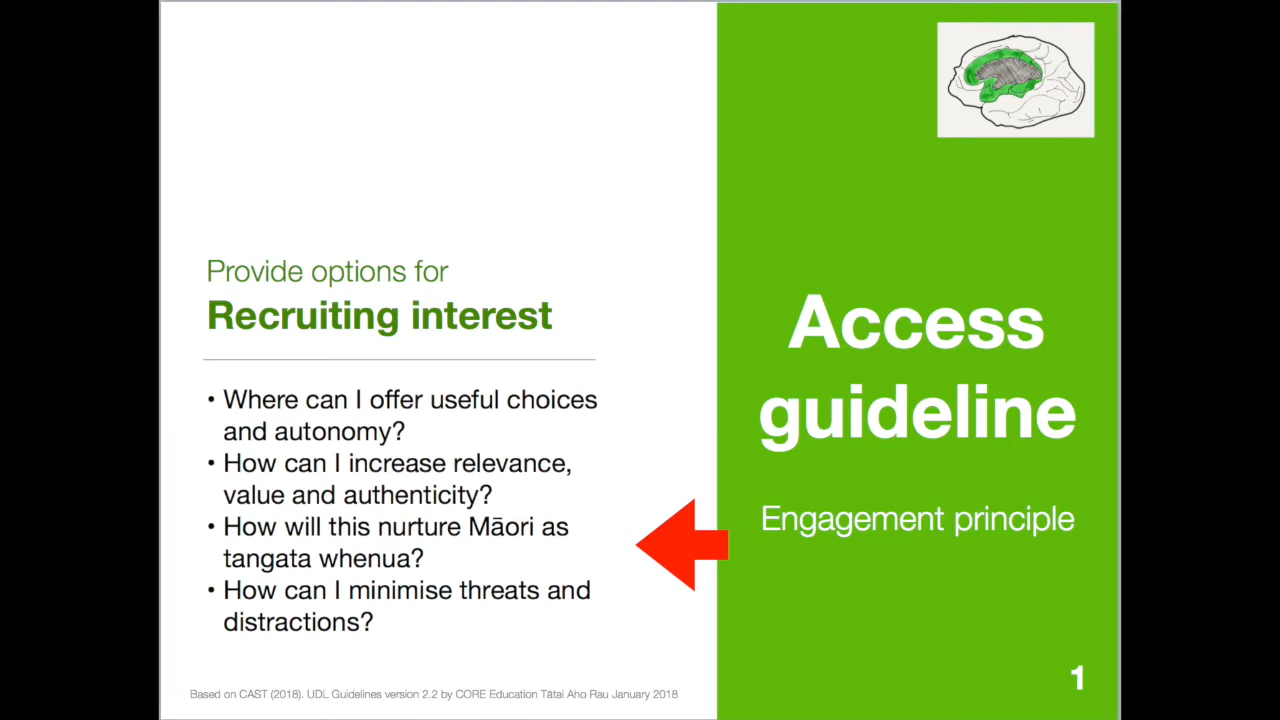 Provide options for
Recruiting interest
• Where can I offer useful choices
and autonomy?
• How can I increase relevance,
value and authenticity?
• How will this nurture Māori as
tangata whenua?
• How can I minimise threats and
distractions?
Based on CAST (2018). UDL Guidelines version 2.2 by CORE Education Tātai Aho Rau January 2018
Access
guideline
Engagement principle
1